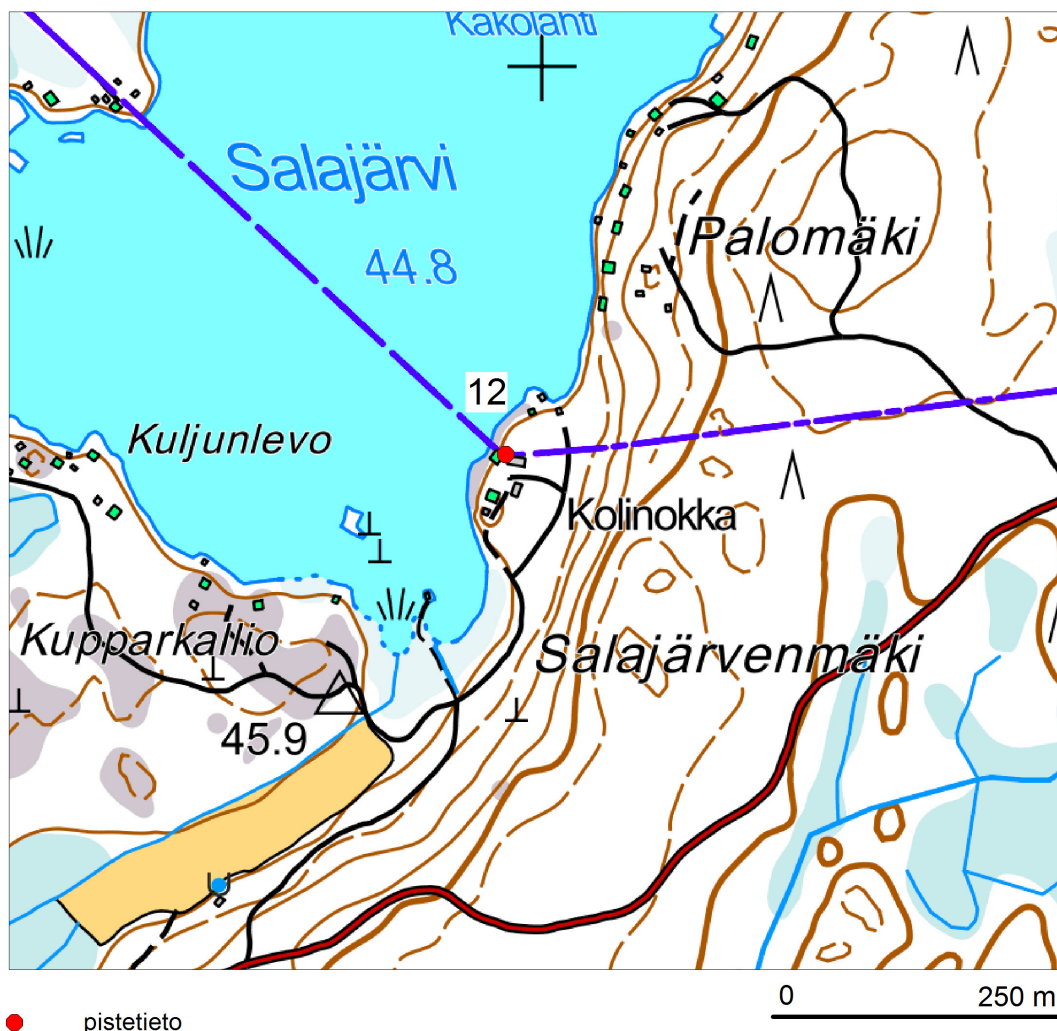 Kakolahti
Salajärvi
44.8
Palomäki
12
Kuljunlevo
Kolinokka
Kupparkallio
Salajärvenmäki
45.9
0 250 m
pistetieto